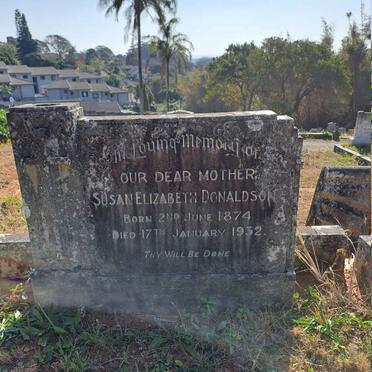 In Loving Memory of
OUR DEAR MOTHER,
SUSAN ELIZABETH DONALDSON
BORN 2ND JUNE 1874
DIED 17TH JANUARY 1932.
THY WILL BE DONE